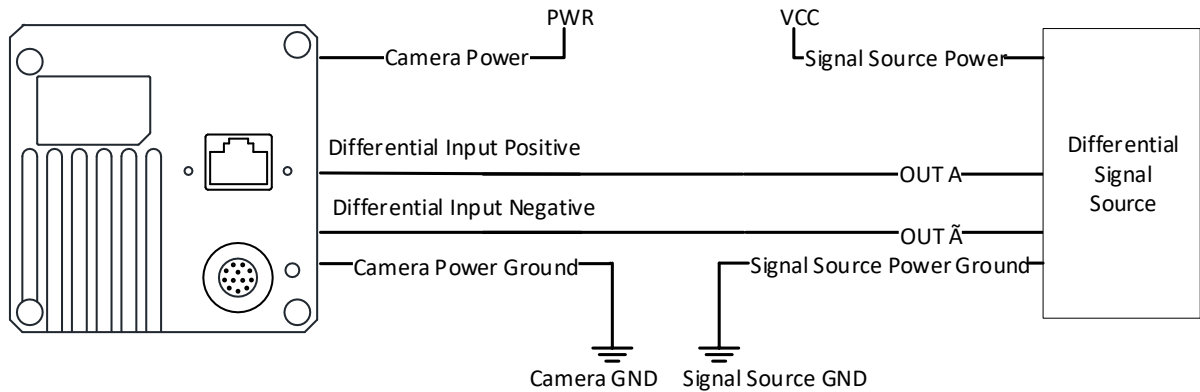 PWR
VCC
Camera Power
Signal Source Power
Differential Input Positive
Differential
Signal
Source
OUT A
Differential Input Negative
OUT Ã
Camera Power Ground
Signal Source Power Ground
Camera GND
Signal Source GND